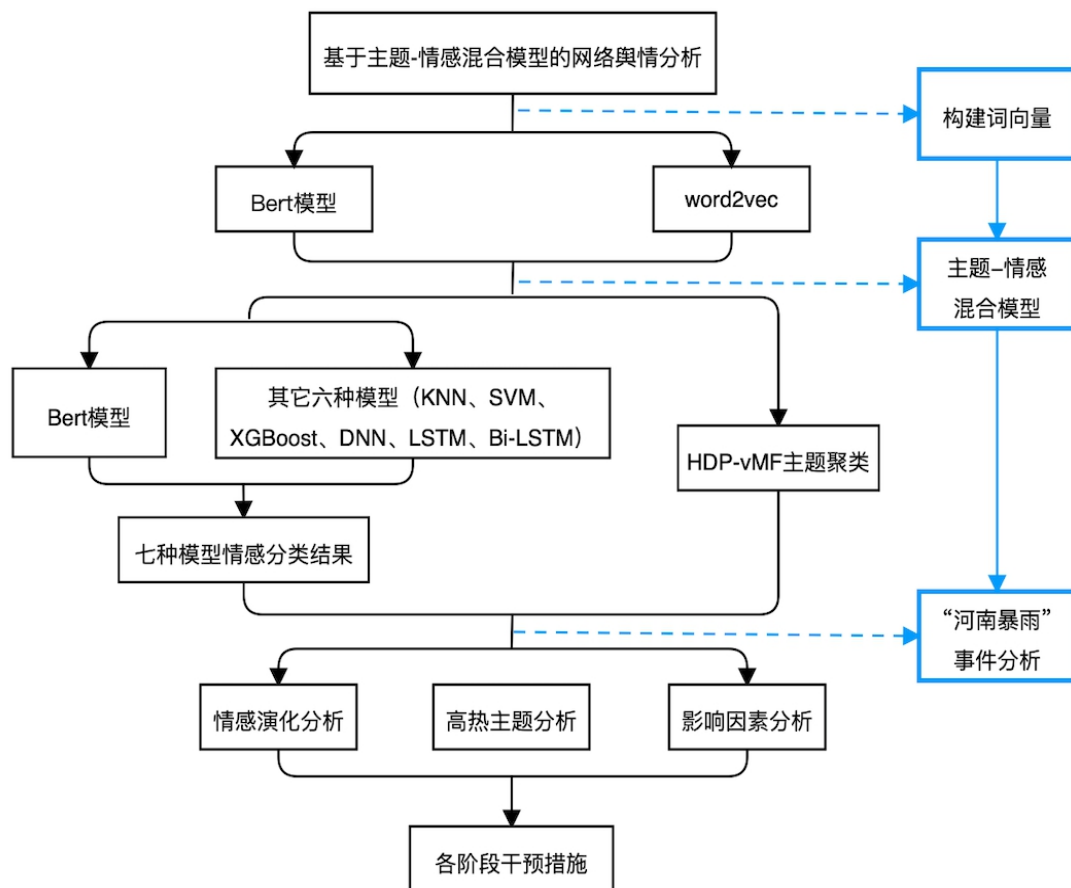 基于主题-情感混合模型的网络舆情分析
构建词向量
Bert模型
word2vec
主题–情感
混合模型
Bert模型
其它六种模型（KNN、SVM、
XGBoost、DNN、LSTM、Bi-LSTM）
HDP-vMF主题聚类
七种模型情感分类结果
“河南暴雨”
事件分析
情感演化分析
高热主题分析
影响因素分析
各阶段干预措施